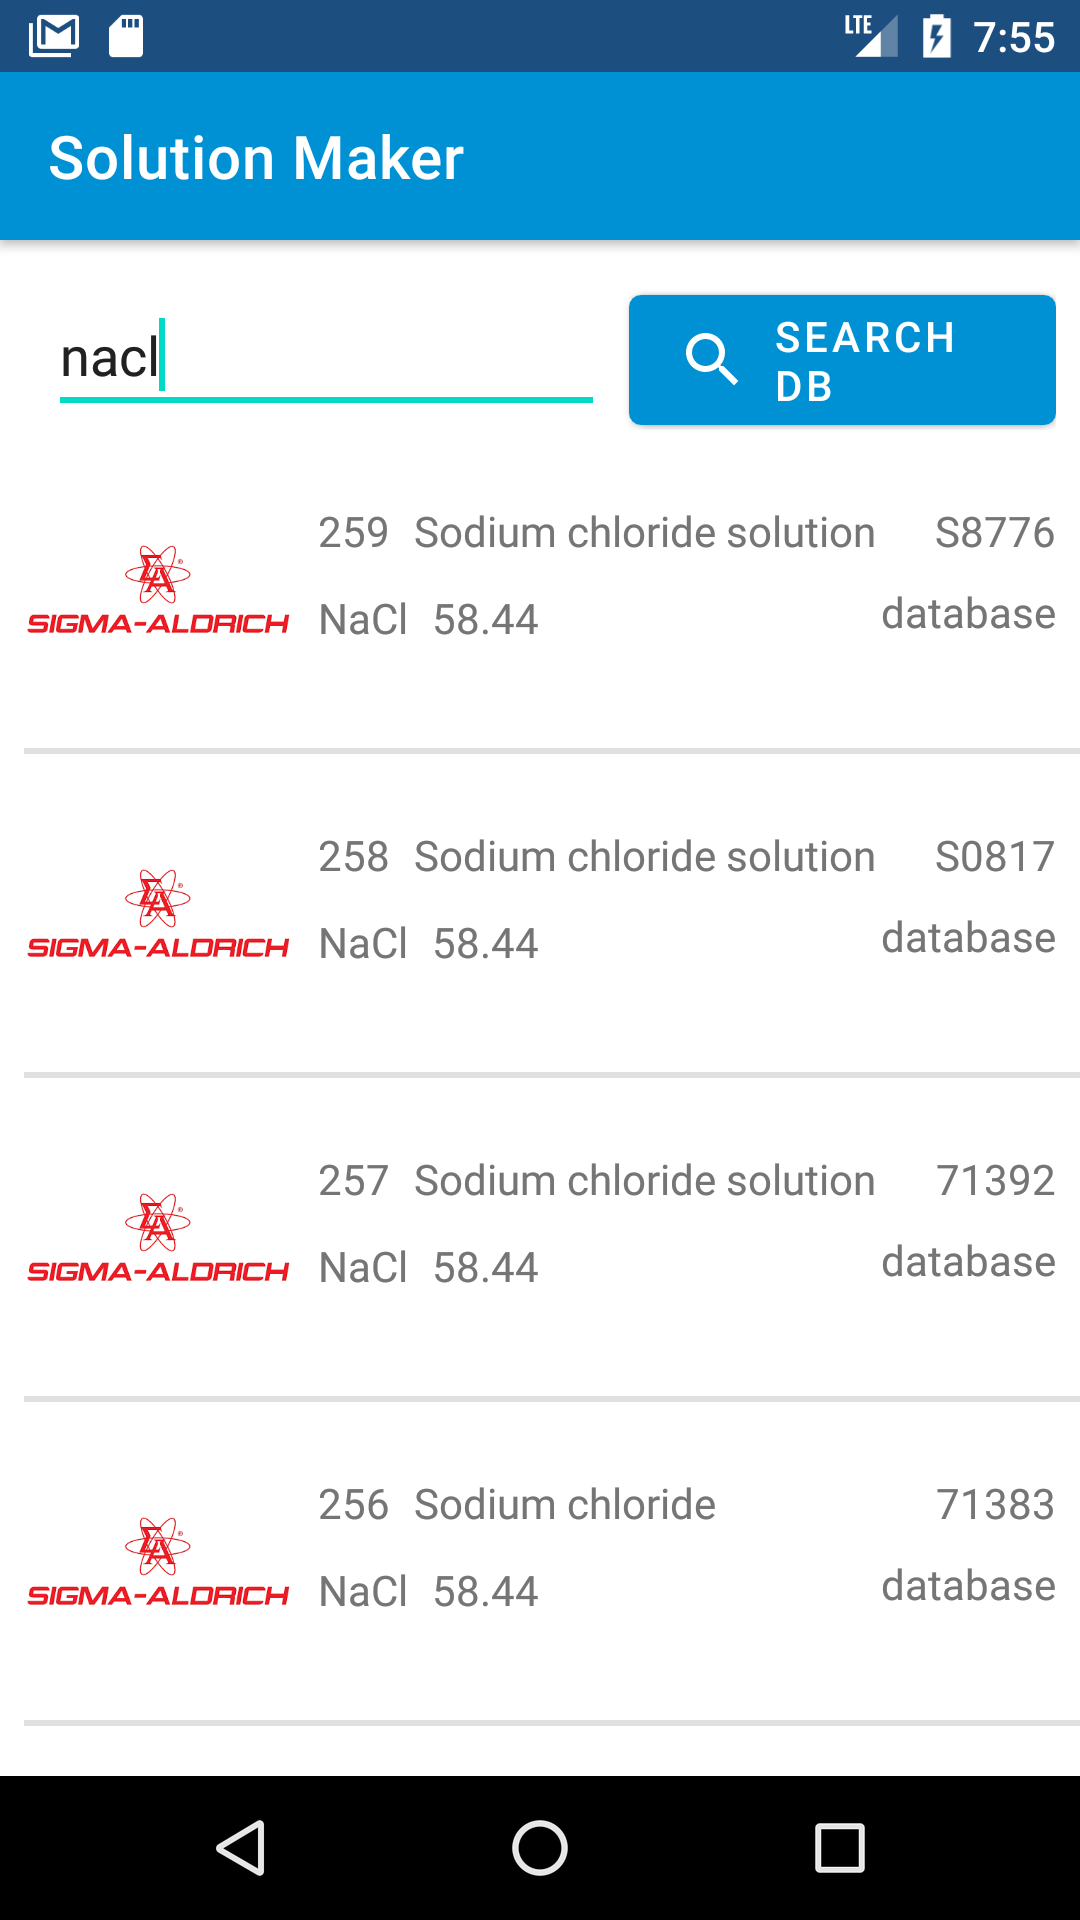 LTE 7:55
Solution Maker
nacl
SEARCH
DB
259 Sodium chloride solution S8776
SIGMA-ALDRICH
NaCl 58.44 database
258 Sodium chloride solution S0817
SIGMA-ALDRICH
NaCl 58.44 database
257 Sodium chloride solution 71392
SIGMA-ALDRICH
NaCl 58.44 database
256 Sodium chloride 71383
SIGMA-ALDRICH
NaCl 58.44 database